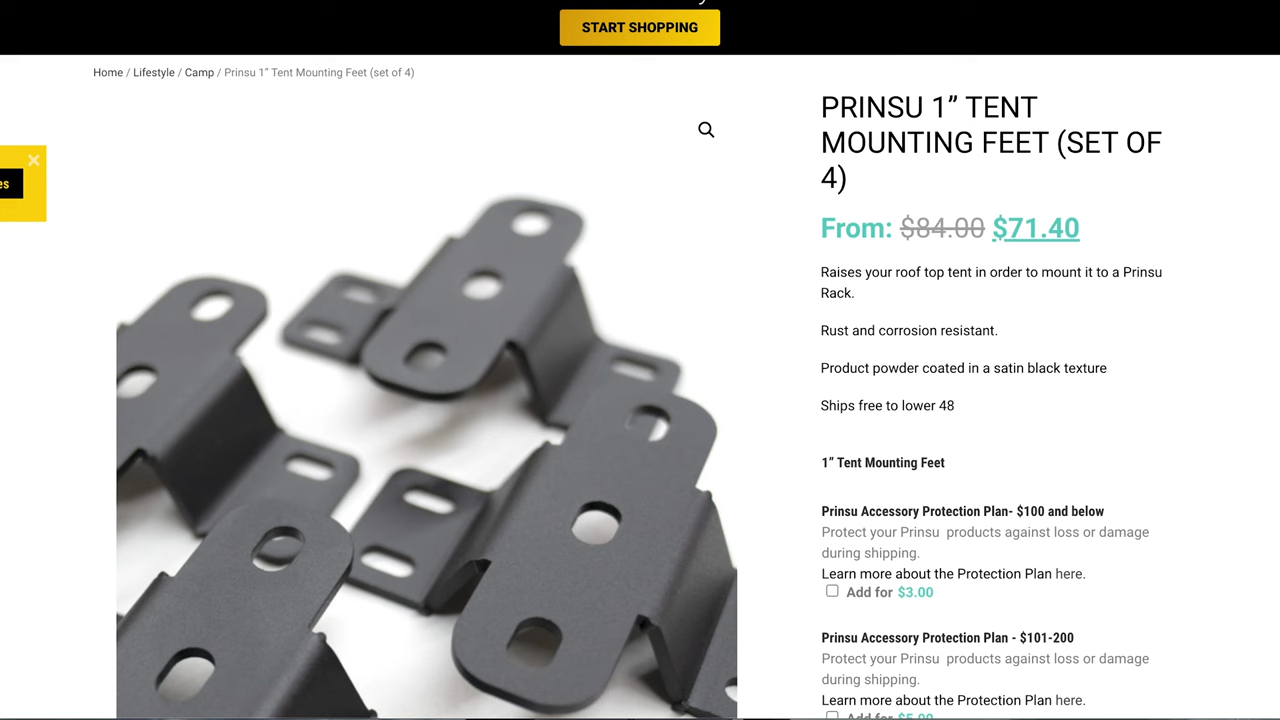 START SHOPPING
Home / Lifestyle / Camp / Prinsu 1” Tent Mounting Feet (set of 4)
PRINSU 1” TENT
MOUNTING FEET (SET OF
4)
From: $84.00 $71.40
Raises your roof top tent in order to mount it to a Prinsu
Rack.
Rust and corrosion resistant.
Product powder coated in a satin black texture
Ships free to lower 48
1” Tent Mounting Feet
Prinsu Accessory Protection Plan- $100 and below
Protect your Prinsu  products against loss or damage
during shipping.
Learn more about the Protection Plan here.
Add for $3.00
Prinsu Accessory Protection Plan - $101-200
Protect your Prinsu  products against loss or damage
during shipping.
Learn more about the Protection Plan here.
Add for $5.00